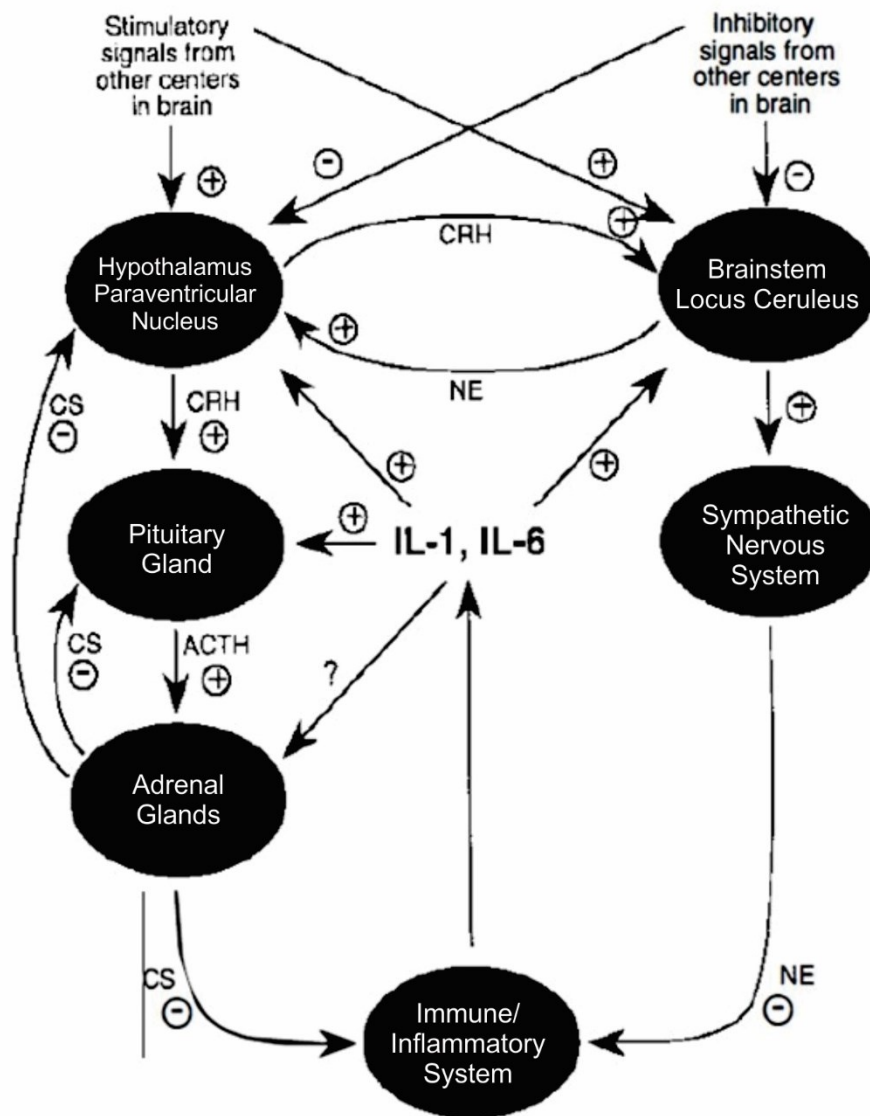 Stimulatory
signals from
other centers
in brain
Inhibitory
signals from
other centers
in brain
+
-
+
-
CRH
+
Hypothalamus
Paraventricular
Nucleus
Brainstem
Locus Ceruleus
+
NE
CS
-
CRH
+
+
+
+
Pituitary
Gland
+
IL-1, IL-6
Sympathetic
Nervous
System
CS
-
ACTH
+
?
Adrenal
Glands
CS
-
NE
-
Immune/
Inflammatory
System